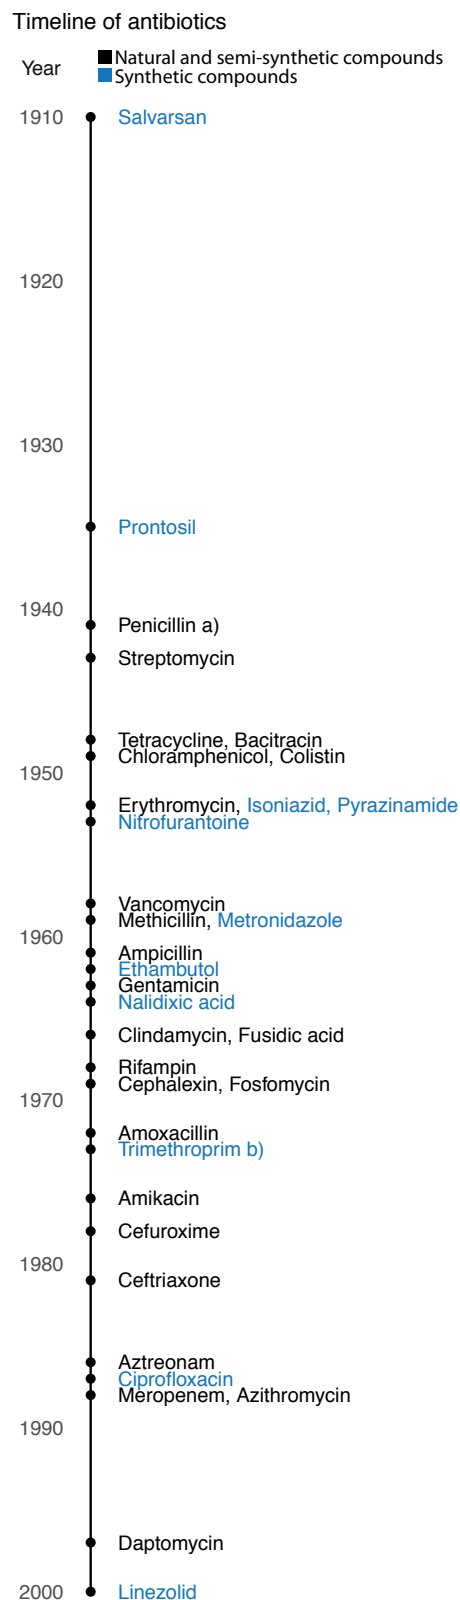 Timeline of antibiotics
Year
Natural and semi-synthetic compounds
Synthetic compounds
1910 Salvarsan
1920
1930
Prontosil
1940
Penicillin a)
Streptomycin
Tetracycline, Bacitracin
Chloramphenicol, Colistin
1950
Erythromycin, Isoniazid, Pyrazinamide
Nitrofurantoine
Vancomycin
Methicillin, Metronidazole
1960
Ampicillin
Ethambutol
Gentamicin
Nalidixic acid
Clindamycin, Fusidic acid
Rifampin
Cephalexin, Fosfomycin
1970
Amoxacillin
Trimethroprim b)
Amikacin
Cefuroxime
1980
Ceftriaxone
Aztreonam
Ciprofloxacin
Meropenem, Azithromycin
1990
Daptomycin
2000 Linezolid